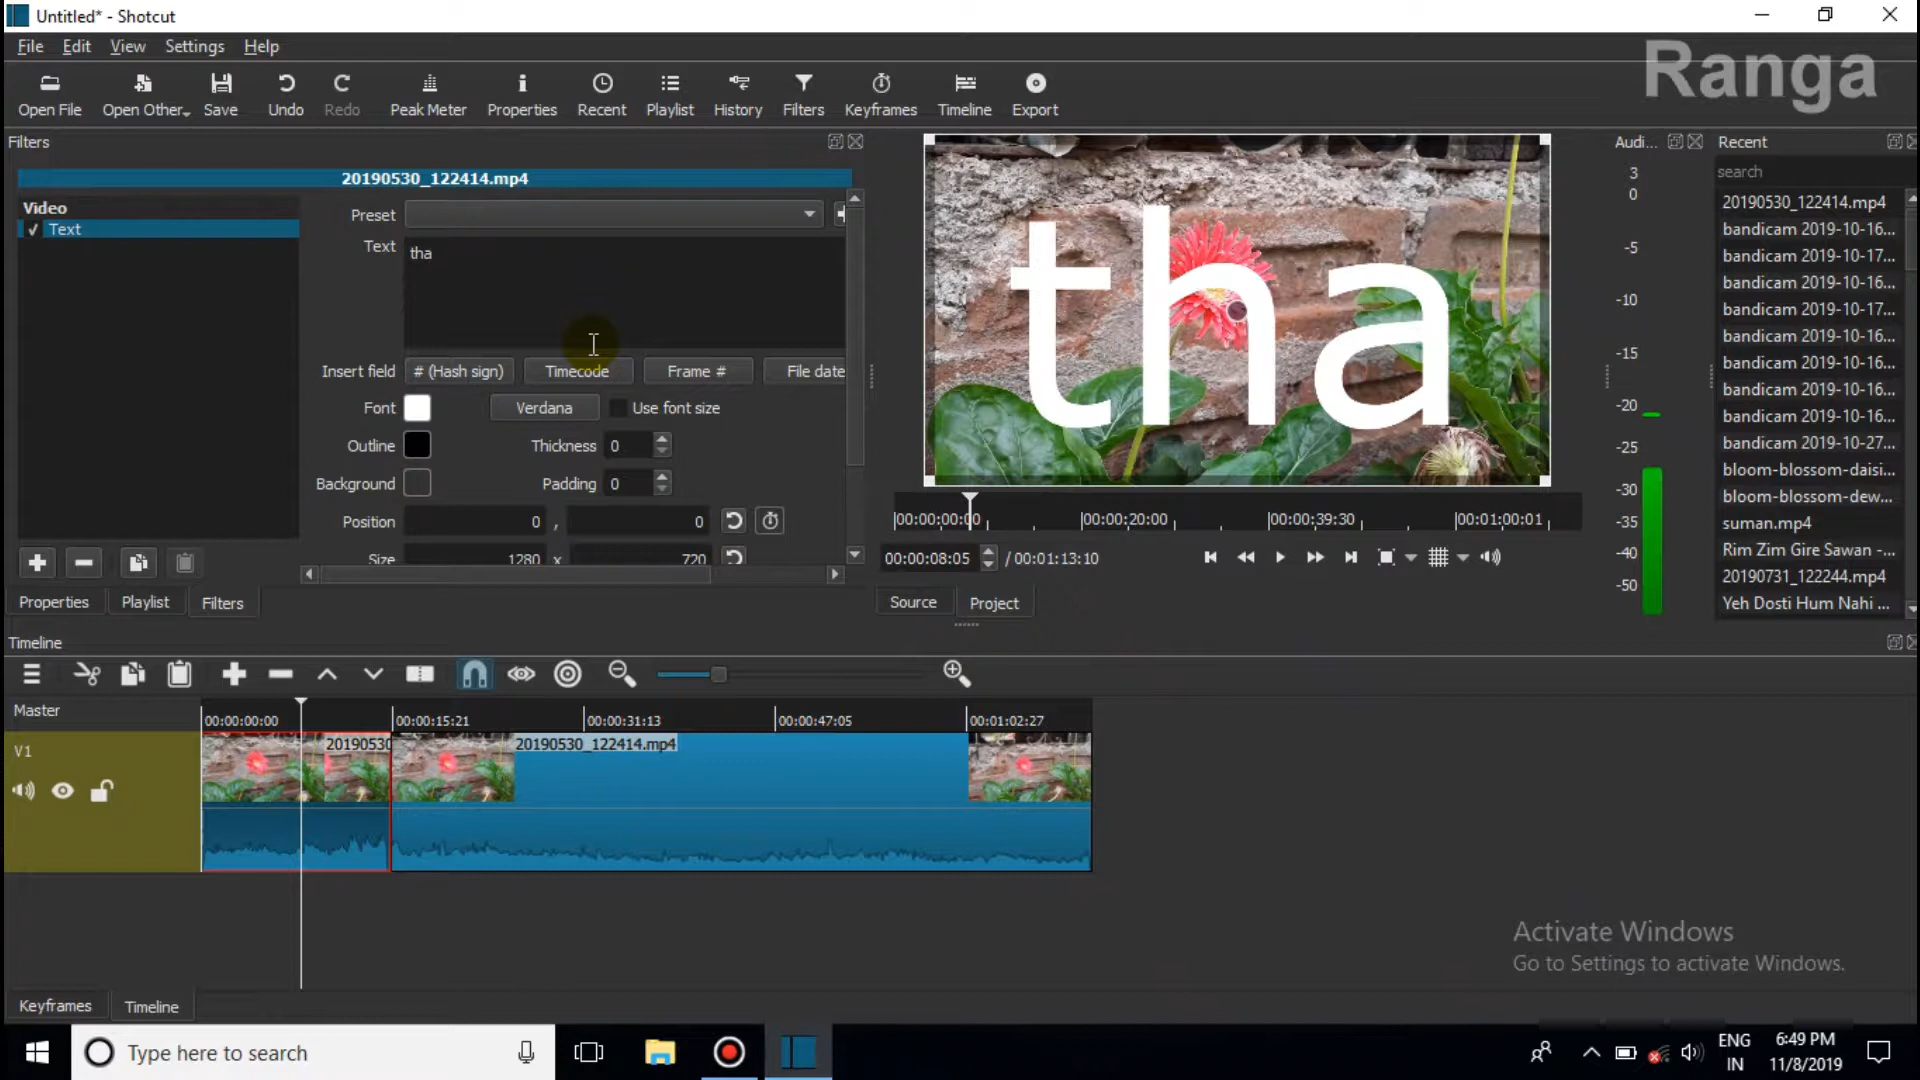 Untitled* - Shotcut
File Edit View Settings Help
Ranga
Open File Open Other... Save Undo Redo Peak Meter Properties Recent Playlist History Filters Keyframes Timeline Export
Filters
20190530_122414.mp4
Video
✓ Text
Preset
Text
tha
Insert field # (Hash sign) Timecode Frame # File date
Font Verdana Use font size
Outline Thickness 0
Background Padding 0
Position 0 , 0
Size 1280 x 720
Properties Playlist Filters
tha
00:00:00:00 00:00:20:00 00:00:39:30 00:01:00:01
00:00:08:05 / 00:01:13:10
Source Project
Audi...
3
0
-5
-10
-15
-20
-25
-30
-35
-40
-50
Recent
search
20190530_122414.mp4
bandicam 2019-10-16...
bandicam 2019-10-17...
bandicam 2019-10-16...
bandicam 2019-10-17...
bandicam 2019-10-16...
bandicam 2019-10-16...
bandicam 2019-10-16...
bandicam 2019-10-16...
bandicam 2019-10-27...
bloom-blossom-daisi...
bloom-blossom-dew...
suman.mp4
Rim Zim Gire Sawan -...
20190731_122244.mp4
Yeh Dosti Hum Nahi ...
Timeline
Master
00:00:00:00 00:00:15:21 00:00:31:13 00:00:47:05 00:01:02:27
V1
20190530 20190530_122414.mp4
Activate Windows
Go to Settings to activate Windows.
Keyframes Timeline
Type here to search
ENG
IN
6:49 PM
11/8/2019